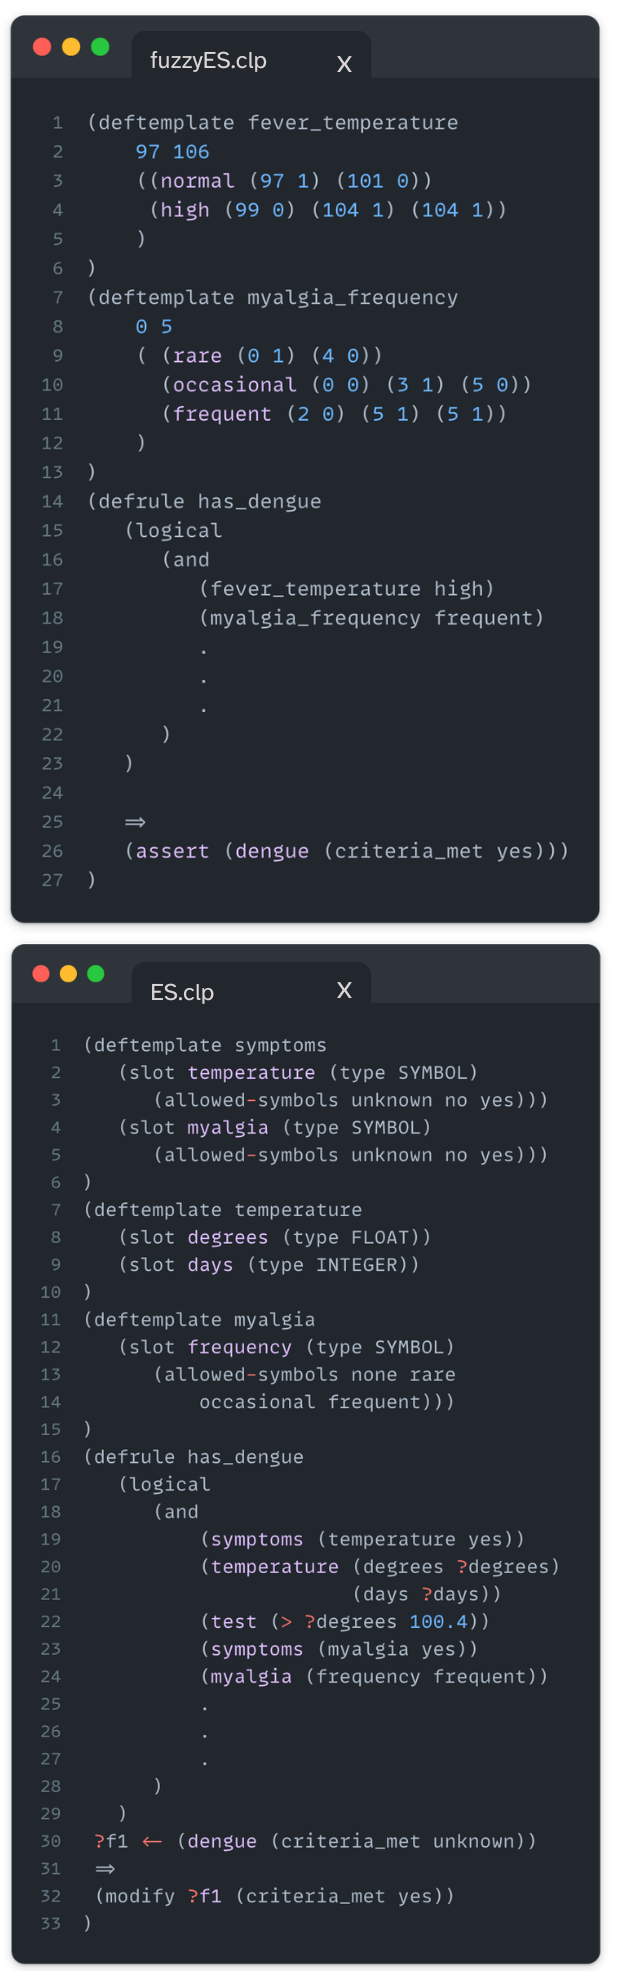 fuzzyES.clp X
1 (deftemplate fever_temperature
2 97 106
3 ((normal (97 1) (101 0))
4 (high (99 0) (104 1) (104 1))
5 )
6 )
7 (deftemplate myalgia_frequency
8 0 5
9 ( (rare (0 1) (4 0))
10 (occasional (0 0) (3 1) (5 0))
11 (frequent (2 0) (5 1) (5 1))
12 )
13 )
14 (defrule has_dengue
15 (logical
16 (and
17 (fever_temperature high)
18 (myalgia_frequency frequent)
19 .
20 .
21 .
22 )
23 )
24
25 ⇒
26 (assert (dengue (criteria_met yes)))
27 )
ES.clp X
1 (deftemplate symptoms
2 (slot temperature (type SYMBOL)
3 (allowed-symbols unknown no yes)))
4 (slot myalgia (type SYMBOL)
5 (allowed-symbols unknown no yes)))
6 )
7 (deftemplate temperature
8 (slot degrees (type FLOAT))
9 (slot days (type INTEGER))
10 )
11 (deftemplate myalgia
12 (slot frequency (type SYMBOL)
13 (allowed-symbols none rare
14 occasional frequent)))
15 )
16 (defrule has_dengue
17 (logical
18 (and
19 (symptoms (temperature yes))
20 (temperature (degrees ?degrees)
21 (days ?days))
22 (test (> ?degrees 100.4))
23 (symptoms (myalgia yes))
24 (myalgia (frequency frequent))
25 .
26 .
27 .
28 )
29 )
30 ?f1 ← (dengue (criteria_met unknown))
31 ⇒
32 (modify ?f1 (criteria_met yes))
33 )